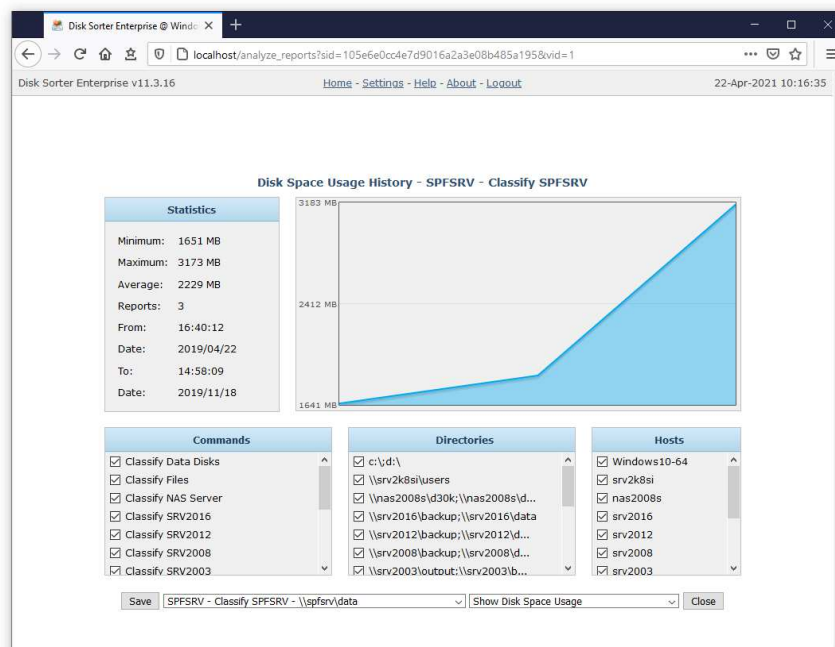 Disk Sorter Enterprise @ Windo
localhost/analyze_reports?sid=105e6e0cc4e7d9016a2a3e08b485a195&vid=1
Disk Sorter Enterprise v11.3.16
Home - Settings - Help - About - Logout
22-Apr-2021 10:16:35
Disk Space Usage History - SPFSRV - Classify SPFSRV
Statistics
Minimum: 1651 MB
Maximum: 3173 MB
Average: 2229 MB
Reports: 3
From: 16:40:12
Date: 2019/04/22
To: 14:58:09
Date: 2019/11/18
3183 MB
2412 MB
1641 MB
Commands
Classify Data Disks
Classify Files
Classify NAS Server
Classify SRV2016
Classify SRV2012
Classify SRV2008
Classify SRV2003
Directories
c:\;d:\
\\srv2k8si\users
\\nas2008s\d30k;\\nas2008s\d...
\\srv2016\backup;\\srv2016\data
\\srv2012\backup;\\srv2012\d...
\\srv2008\backup;\\srv2008\d...
\\srv2003\output;\\srv2003\b...
Hosts
Windows10-64
srv2k8si
nas2008s
srv2016
srv2012
srv2008
srv2003
Save
SPFSRV - Classify SPFSRV - \\spfsrv\data
Show Disk Space Usage
Close